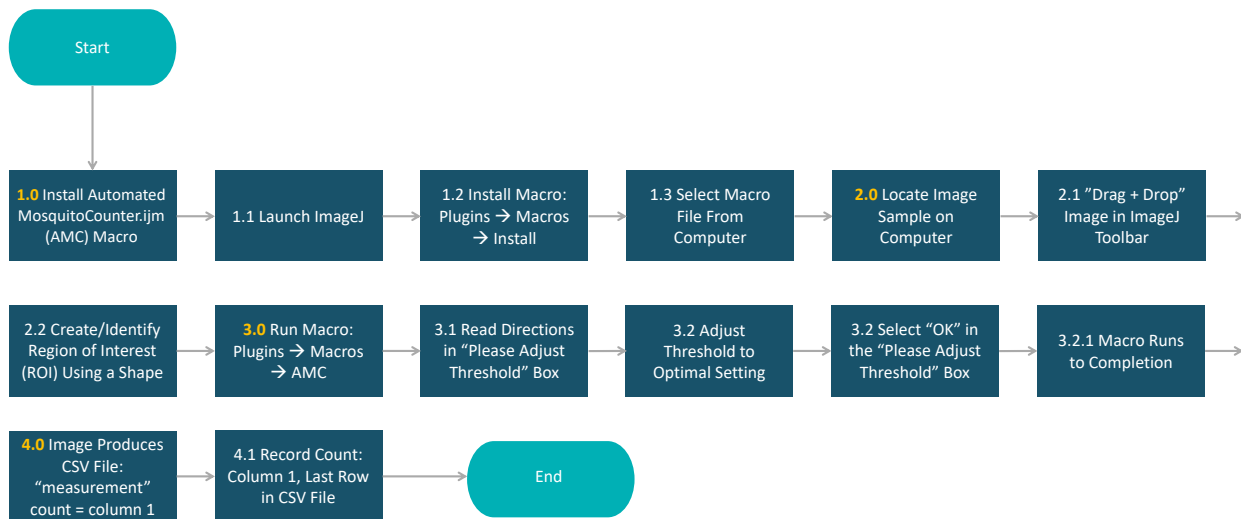 Start
1.0 Install Automated
MosquitoCounter.ijm
(AMC) Macro
1.1 Launch ImageJ
1.2 Install Macro:
Plugins → Macros
→ Install
1.3 Select Macro
File From
Computer
2.0 Locate Image
Sample on
Computer
2.1 ”Drag + Drop”
Image in ImageJ
Toolbar
2.2 Create/Identify
Region of Interest
(ROI) Using a Shape
3.0 Run Macro:
Plugins → Macros
→ AMC
3.1 Read Directions
in “Please Adjust
Threshold” Box
3.2 Adjust
Threshold to
Optimal Setting
3.2 Select “OK” in
the “Please Adjust
Threshold” Box
3.2.1 Macro Runs
to Completion
4.0 Image Produces
CSV File:
“measurement”
count = column 1
4.1 Record Count:
Column 1, Last Row
in CSV File
End